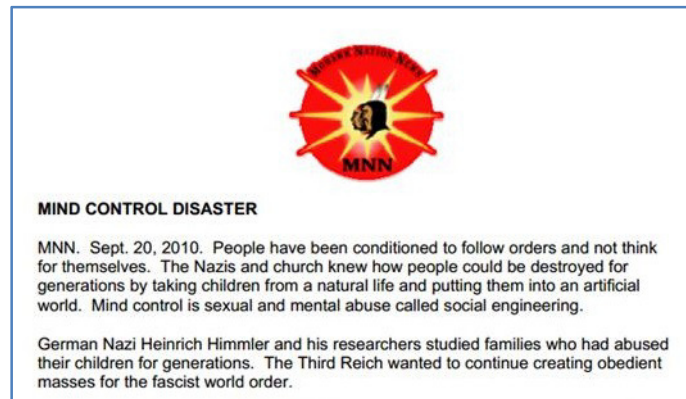 MOHAWK NATION NEWS
MNN
MIND CONTROL DISASTER
MNN.  Sept. 20, 2010.  People have been conditioned to follow orders and not think
for themselves.  The Nazis and church knew how people could be destroyed for
generations by taking children from a natural life and putting them into an artificial
world.  Mind control is sexual and mental abuse called social engineering.
German Nazi Heinrich Himmler and his researchers studied families who had abused
their children for generations.  The Third Reich wanted to continue creating obedient
masses for the fascist world order.